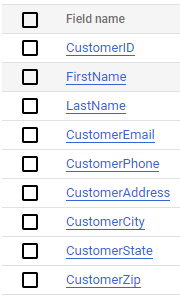 Field name
CustomerID
FirstName
LastName
CustomerEmail
CustomerPhone
CustomerAddress
CustomerCity
CustomerState
CustomerZip